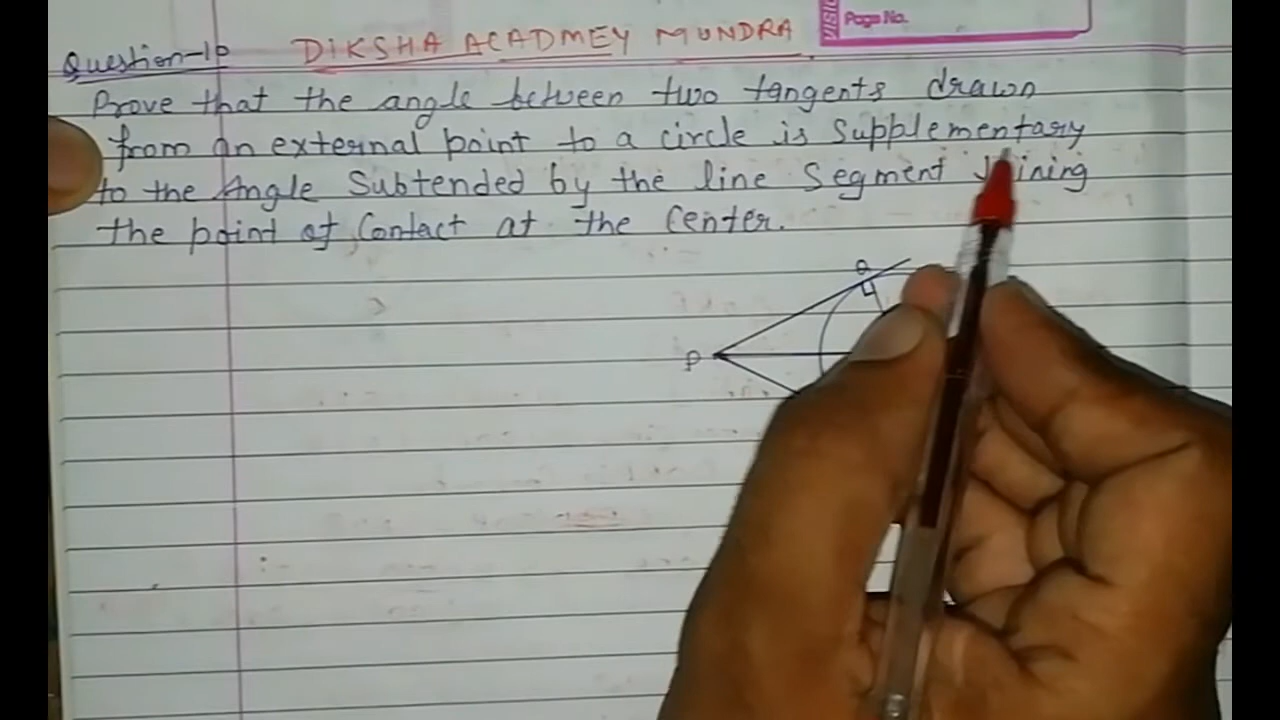 Question-10 DIKSHA ACADMEY MUNDRA
Page No.
Prove that the angle between two tangents drawn
from an external point to a circle is Supplementary
to the Angle Subtended by the line Segment
the point of Contact at the Center.
Q
P